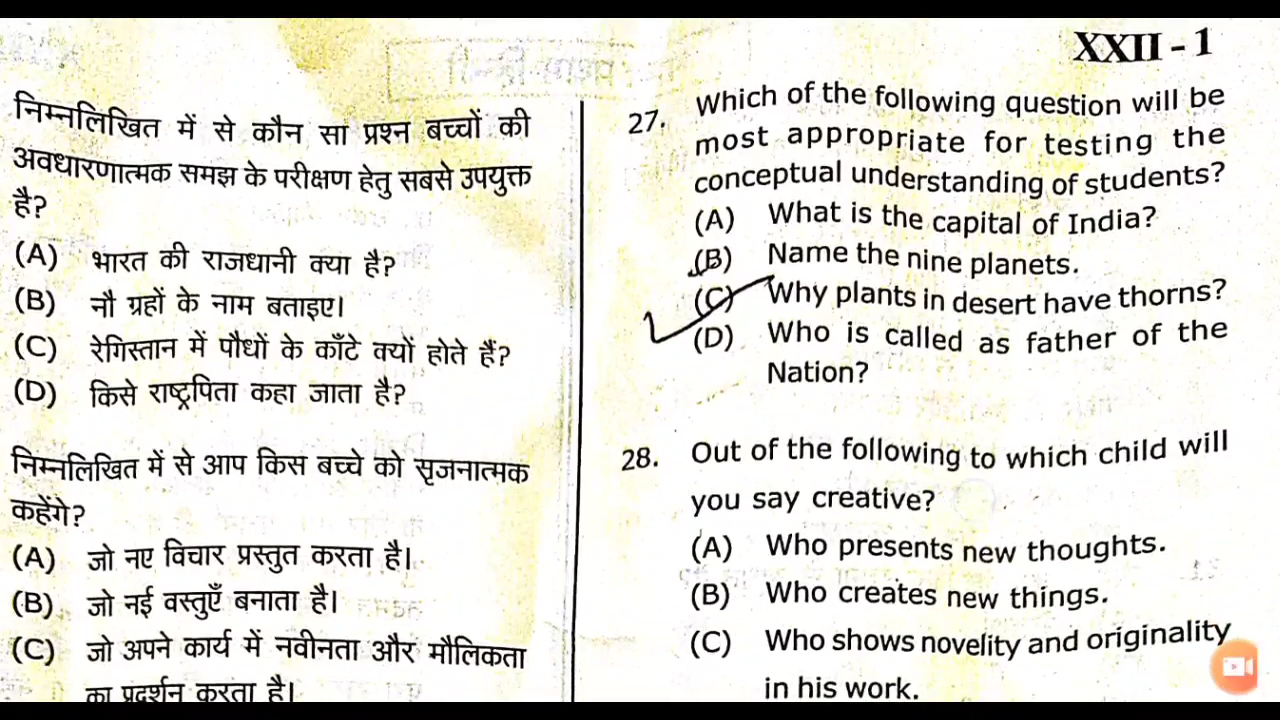 XXII - 1
निम्नलिखित में से कौन सा प्रश्न बच्चों की
अवधारणात्मक समझ के परीक्षण हेतु सबसे उपयुक्त
है?
(A) भारत की राजधानी क्या है?
(B) नौ ग्रहों के नाम बताइए।
(C) रेगिस्तान में पौधों के काँटे क्यों होते हैं?
(D) किसे राष्ट्रपिता कहा जाता है?
निम्नलिखित में से आप किस बच्चे को सृजनात्मक
कहेंगे?
(A) जो नए विचार प्रस्तुत करता है।
(B) जो नई वस्तुएँ बनाता है।
(C) जो अपने कार्य में नवीनता और मौलिकता
का प्रदर्शन करता है।
27. Which of the following question will be
most appropriate for testing the
conceptual understanding of students?
(A) What is the capital of India?
(B) Name the nine planets.
(C) Why plants in desert have thorns?
(D) Who is called as father of the
Nation?
28. Out of the following to which child will
you say creative?
(A) Who presents new thoughts.
(B) Who creates new things.
(C) Who shows novelity and originality
in his work.